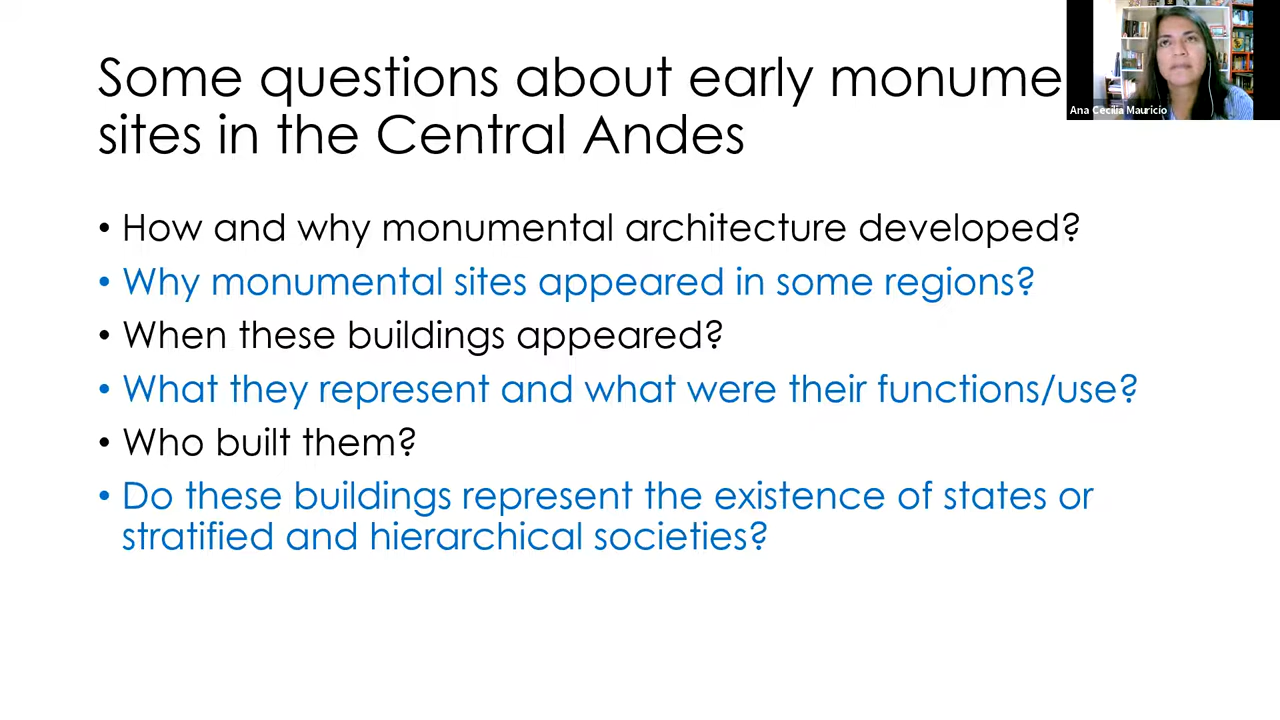 Some questions about early monume
sites in the Central Andes
Ana Cecilia Mauricio
• How and why monumental architecture developed?
• Why monumental sites appeared in some regions?
• When these buildings appeared?
• What they represent and what were their functions/use?
• Who built them?
• Do these buildings represent the existence of states or
stratified and hierarchical societies?